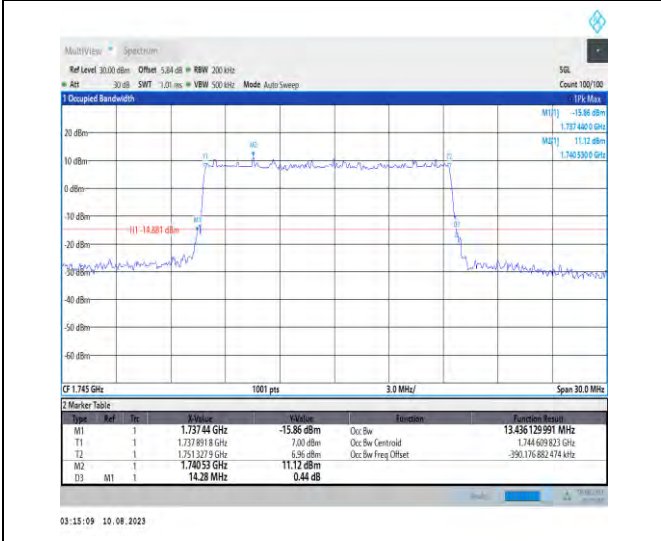 MultiView Spectrum
Ref Level 30.00 dBm Offset 5.84 dB RBW 200 kHz SGL
Att 30 dB SWT 1.01 ms VBW 500 kHz Mode Auto Sweep Count 100/100
1 Occupied Bandwidth 1Pk Max
M1[1] -15.86 dBm
1.737 440 0 GHz
20 dBm
M2[1] 11.12 dBm
1.740 530 0 GHz
M2
T1 T2
10 dBm
0 dBm
-10 dBm
M1 D3
H1 -14.881 dBm
-20 dBm
-30 dBm
-40 dBm
-50 dBm
-60 dBm
CF 1.745 GHz 1001 pts 3.0 MHz/ Span 30.0 MHz
2 Marker Table
Type Ref Trc X-Value Y-Value Function Function Result
M1 1 1.737 44 GHz -15.86 dBm Occ Bw 13.436 129 991 MHz
T1 1 1.737 891 8 GHz 7.00 dBm Occ Bw Centroid 1.744 609 823 GHz
T2 1 1.751 327 9 GHz 6.96 dBm Occ Bw Freq Offset -390.176 882 474 kHz
M2 1 1.740 53 GHz 11.12 dBm
D3 M1 1 14.28 MHz 0.44 dB
03:15:09 10.08.2023